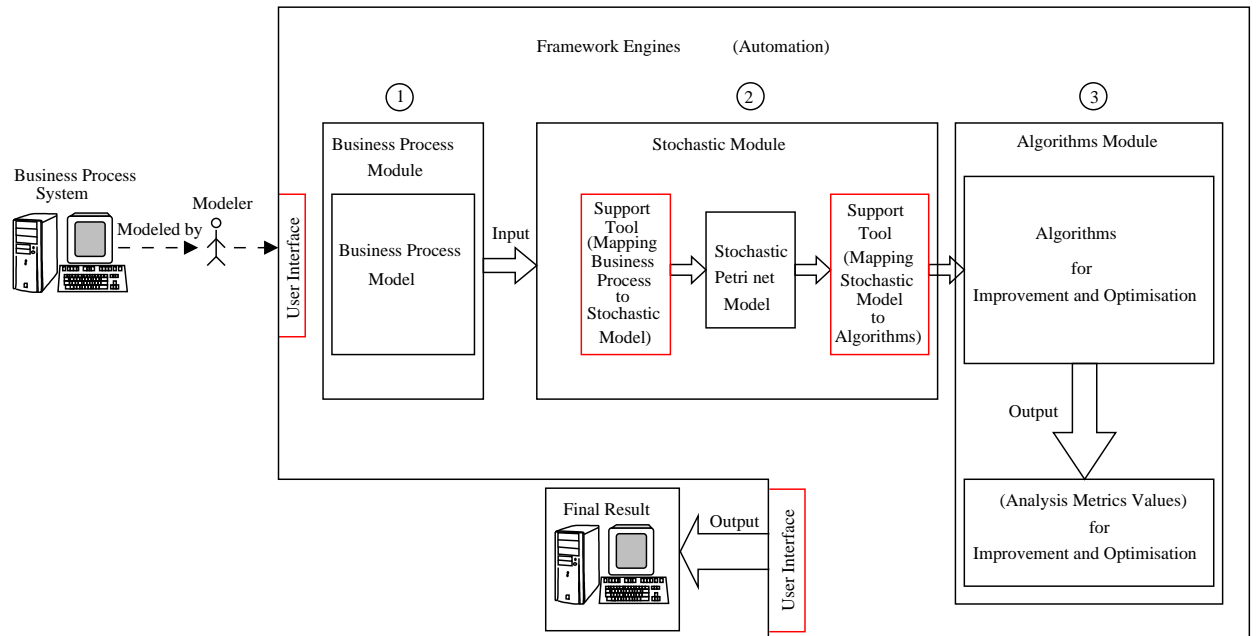 Framework Engines (Automation)
1
2
3
Business Process
System
Modeled by
Modeler
User Interface
Business Process
Module
Business Process
Model
Input
Stochastic Module
Support
Tool
(Mapping
Business
Process
to
Stochastic
Model)
Stochastic
Petri net
Model
Support
Tool
(Mapping
Stochastic
Model
to
Algorithms)
Algorithms Module
Algorithms
for
Improvement and Optimisation
Output
(Analysis Metrics Values)
for
Improvement and Optimisation
Final Result
Output
User Interface